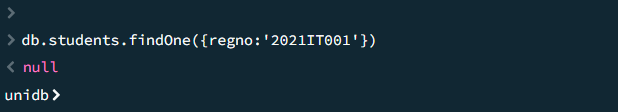 >
> db.students.findOne({regno:'2021IT001'})
< null
unidb>